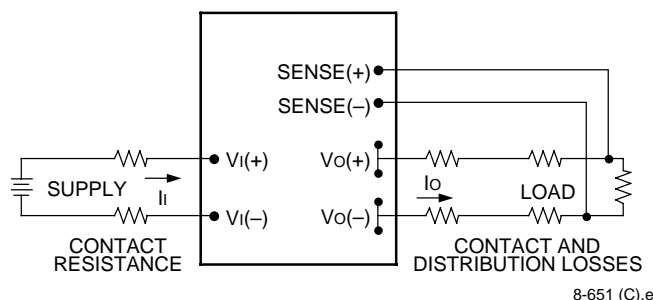 SENSE(+)
SENSE(–)
SUPPLY
II
VI(+)
VI(–)
VO(+)
VO(–)
IO
LOAD
CONTACT
RESISTANCE
CONTACT AND
DISTRIBUTION LOSSES
8-651 (C).e